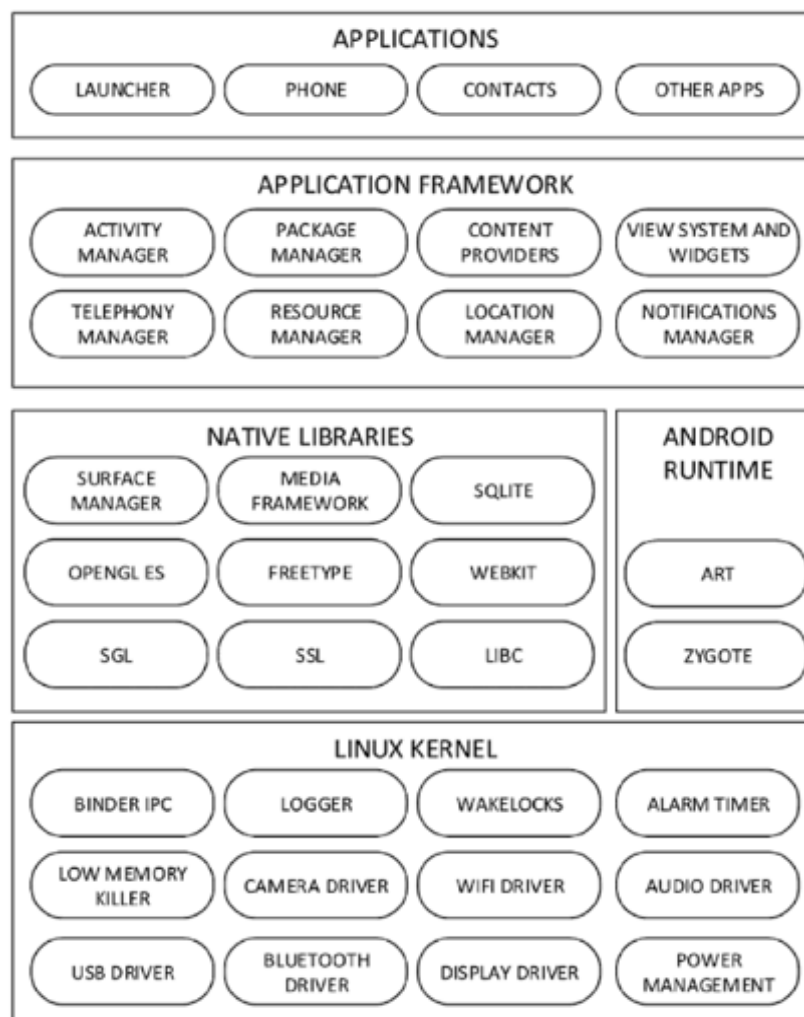 APPLICATIONS
LAUNCHER
PHONE
CONTACTS
OTHER APPS
APPLICATION FRAMEWORK
ACTIVITY
MANAGER
PACKAGE
MANAGER
CONTENT
PROVIDERS
VIEW SYSTEM AND
WIDGETS
TELEPHONY
MANAGER
RESOURCE
MANAGER
LOCATION
MANAGER
NOTIFICATIONS
MANAGER
NATIVE LIBRARIES
SURFACE
MANAGER
MEDIA
FRAMEWORK
SQLITE
OPENGL ES
FREETYPE
WEBKIT
SGL
SSL
LIBC
ANDROID
RUNTIME
ART
ZYGOTE
LINUX KERNEL
BINDER IPC
LOGGER
WAKELOCKS
ALARM TIMER
LOW MEMORY
KILLER
CAMERA DRIVER
WIFI DRIVER
AUDIO DRIVER
USB DRIVER
BLUETOOTH
DRIVER
DISPLAY DRIVER
POWER
MANAGEMENT